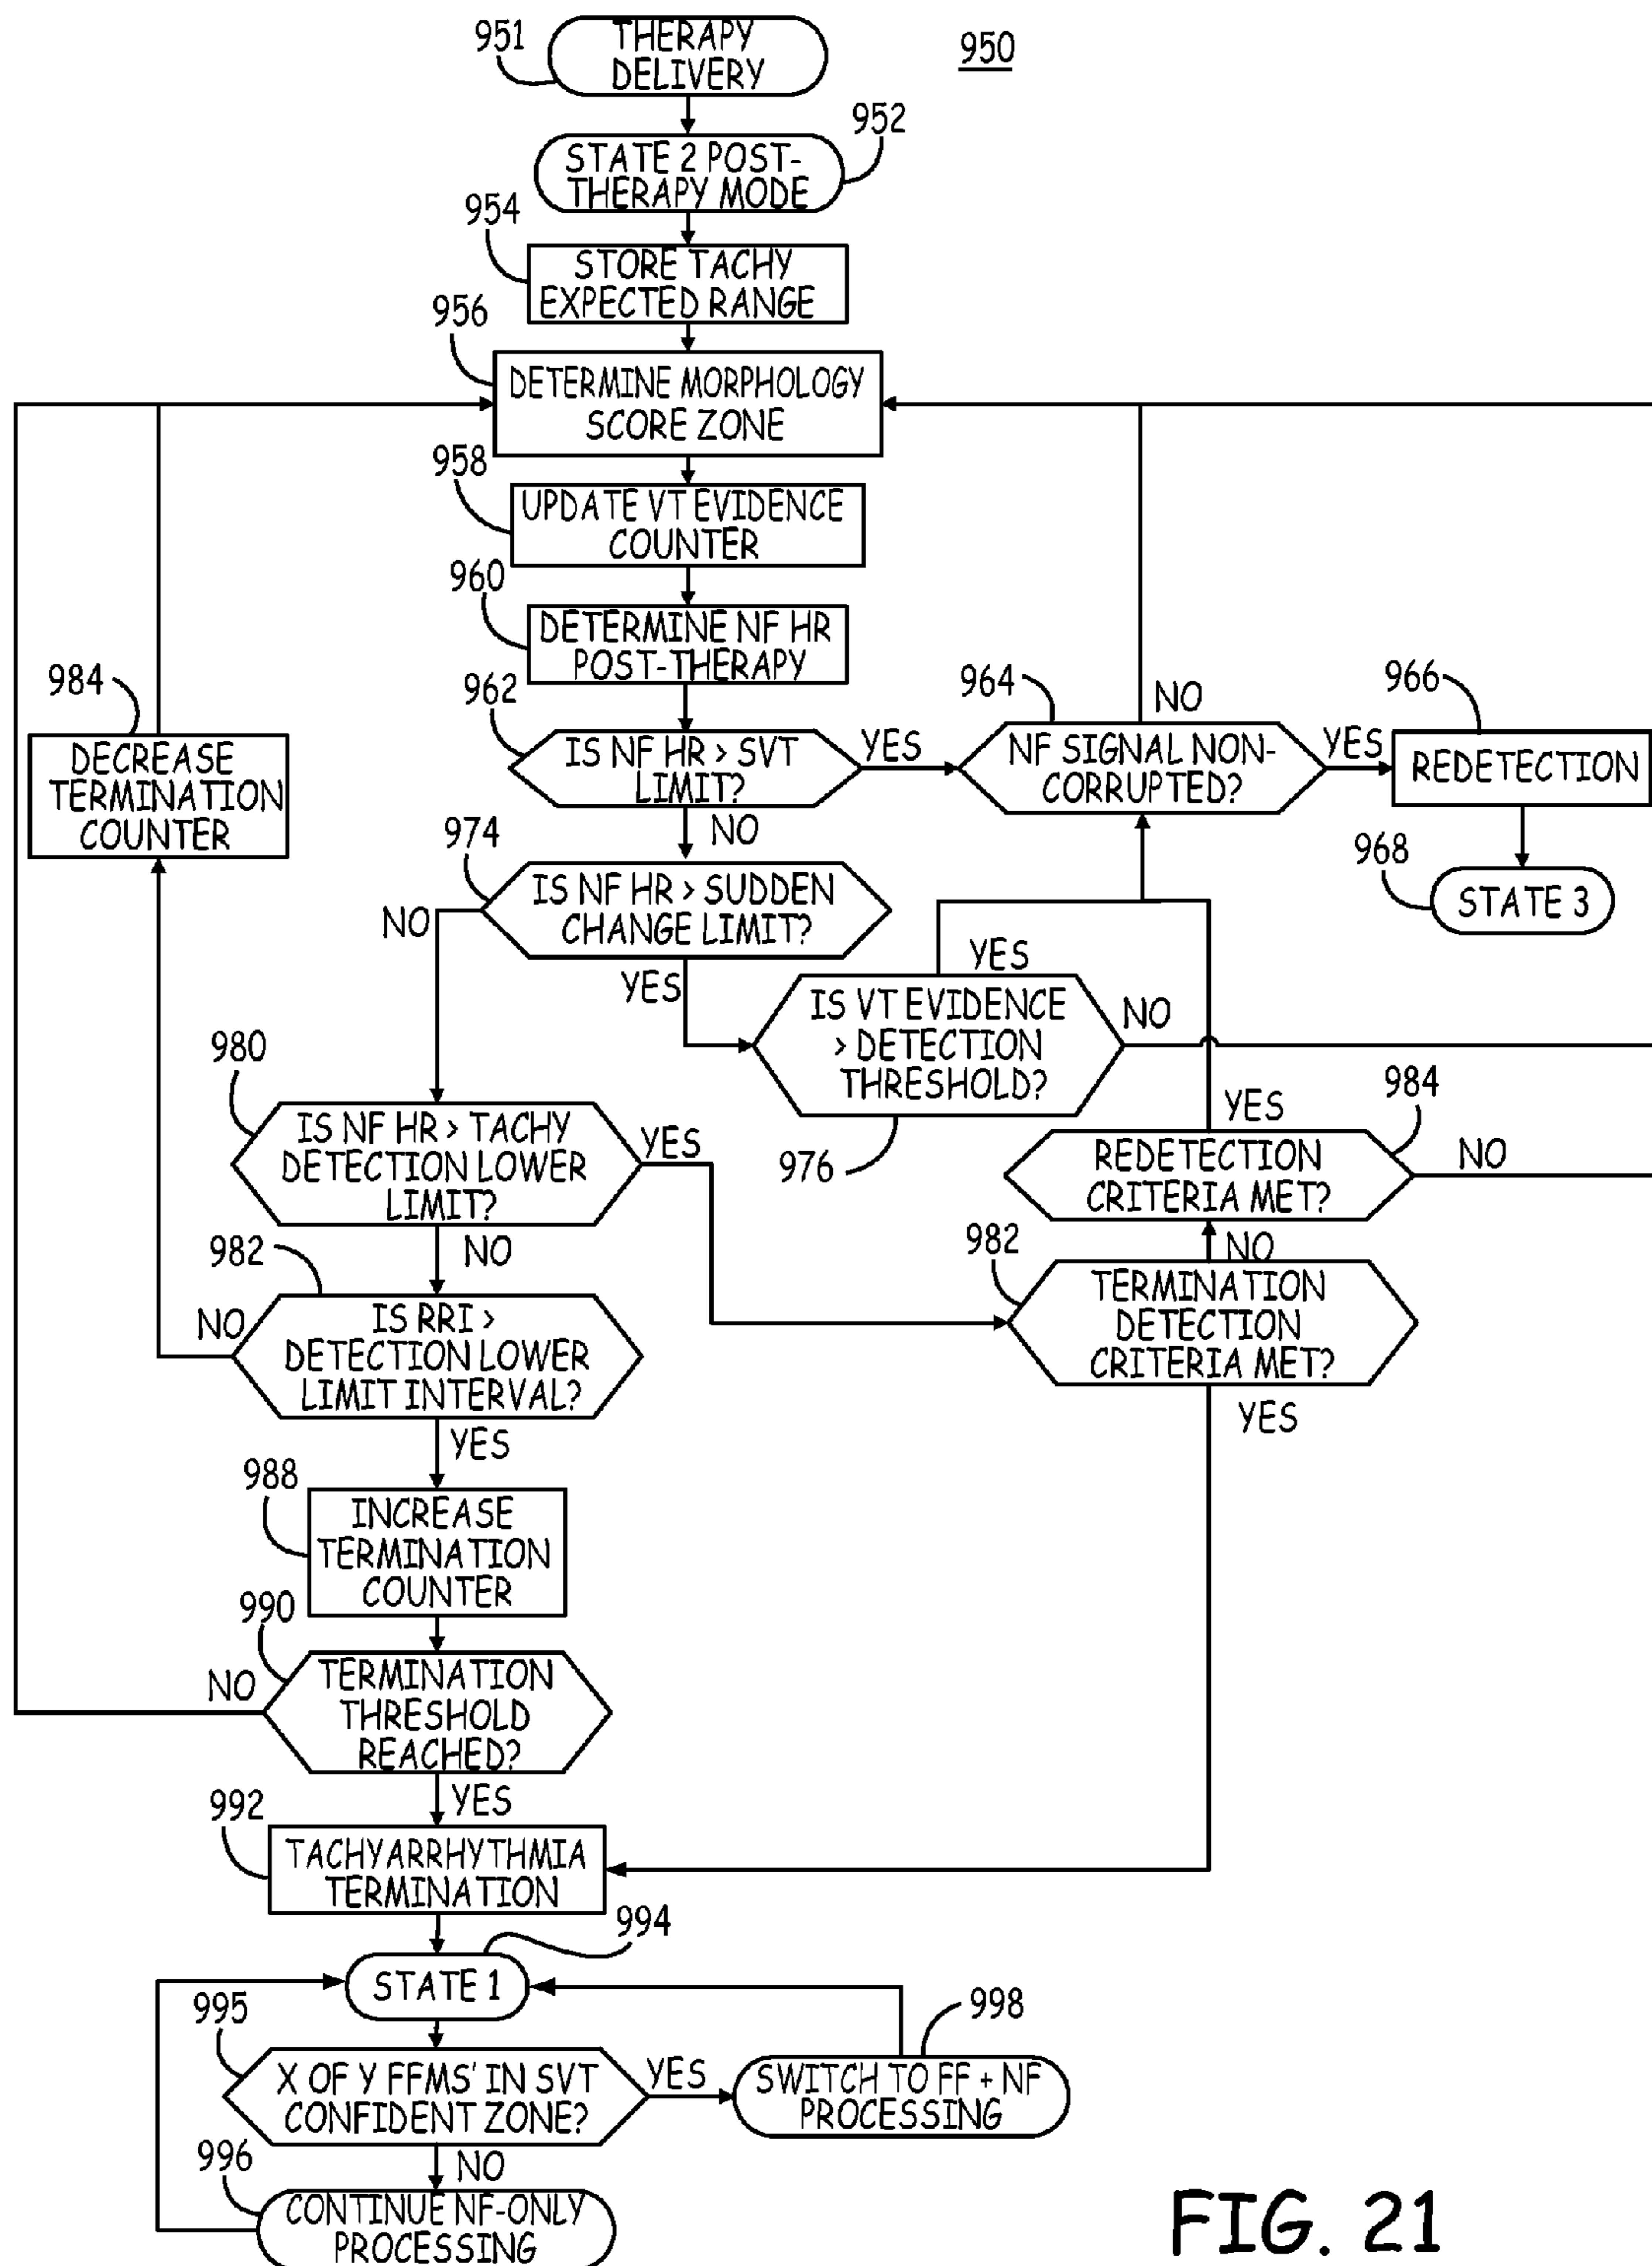 951
THERAPY
DELIVERY
950
952
STATE 2 POST-
THERAPY MODE
954
STORE TACHY
EXPECTED RANGE
956
DETERMINE MORPHOLOGY
SCORE ZONE
958
UPDATE VT EVIDENCE
COUNTER
960
DETERMINE NF HR
POST-THERAPY
984
DECREASE
TERMINATION
COUNTER
962
IS NF HR > SVT
LIMIT?
YES
NO
964
NF SIGNAL NON-
CORRUPTED?
NO
YES
966
REDETECTION
968
STATE 3
974
IS NF HR > SUDDEN
CHANGE LIMIT?
NO
YES
YES
IS VT EVIDENCE
> DETECTION
THRESHOLD?
NO
976
980
IS NF HR > TACHY
DETECTION LOWER
LIMIT?
YES
NO
984
YES
REDETECTION
CRITERIA MET?
NO
NO
982
TERMINATION
DETECTION
CRITERIA MET?
YES
982
IS RRI >
DETECTION LOWER
LIMIT INTERVAL?
NO
YES
988
INCREASE
TERMINATION
COUNTER
990
TERMINATION
THRESHOLD
REACHED?
NO
YES
992
TACHYARRHYTHMIA
TERMINATION
994
STATE 1
995
X OF Y FFMS' IN SVT
CONFIDENT ZONE?
YES
998
SWITCH TO FF + NF
PROCESSING
NO
996
CONTINUE NF-ONLY
PROCESSING
FIG. 21